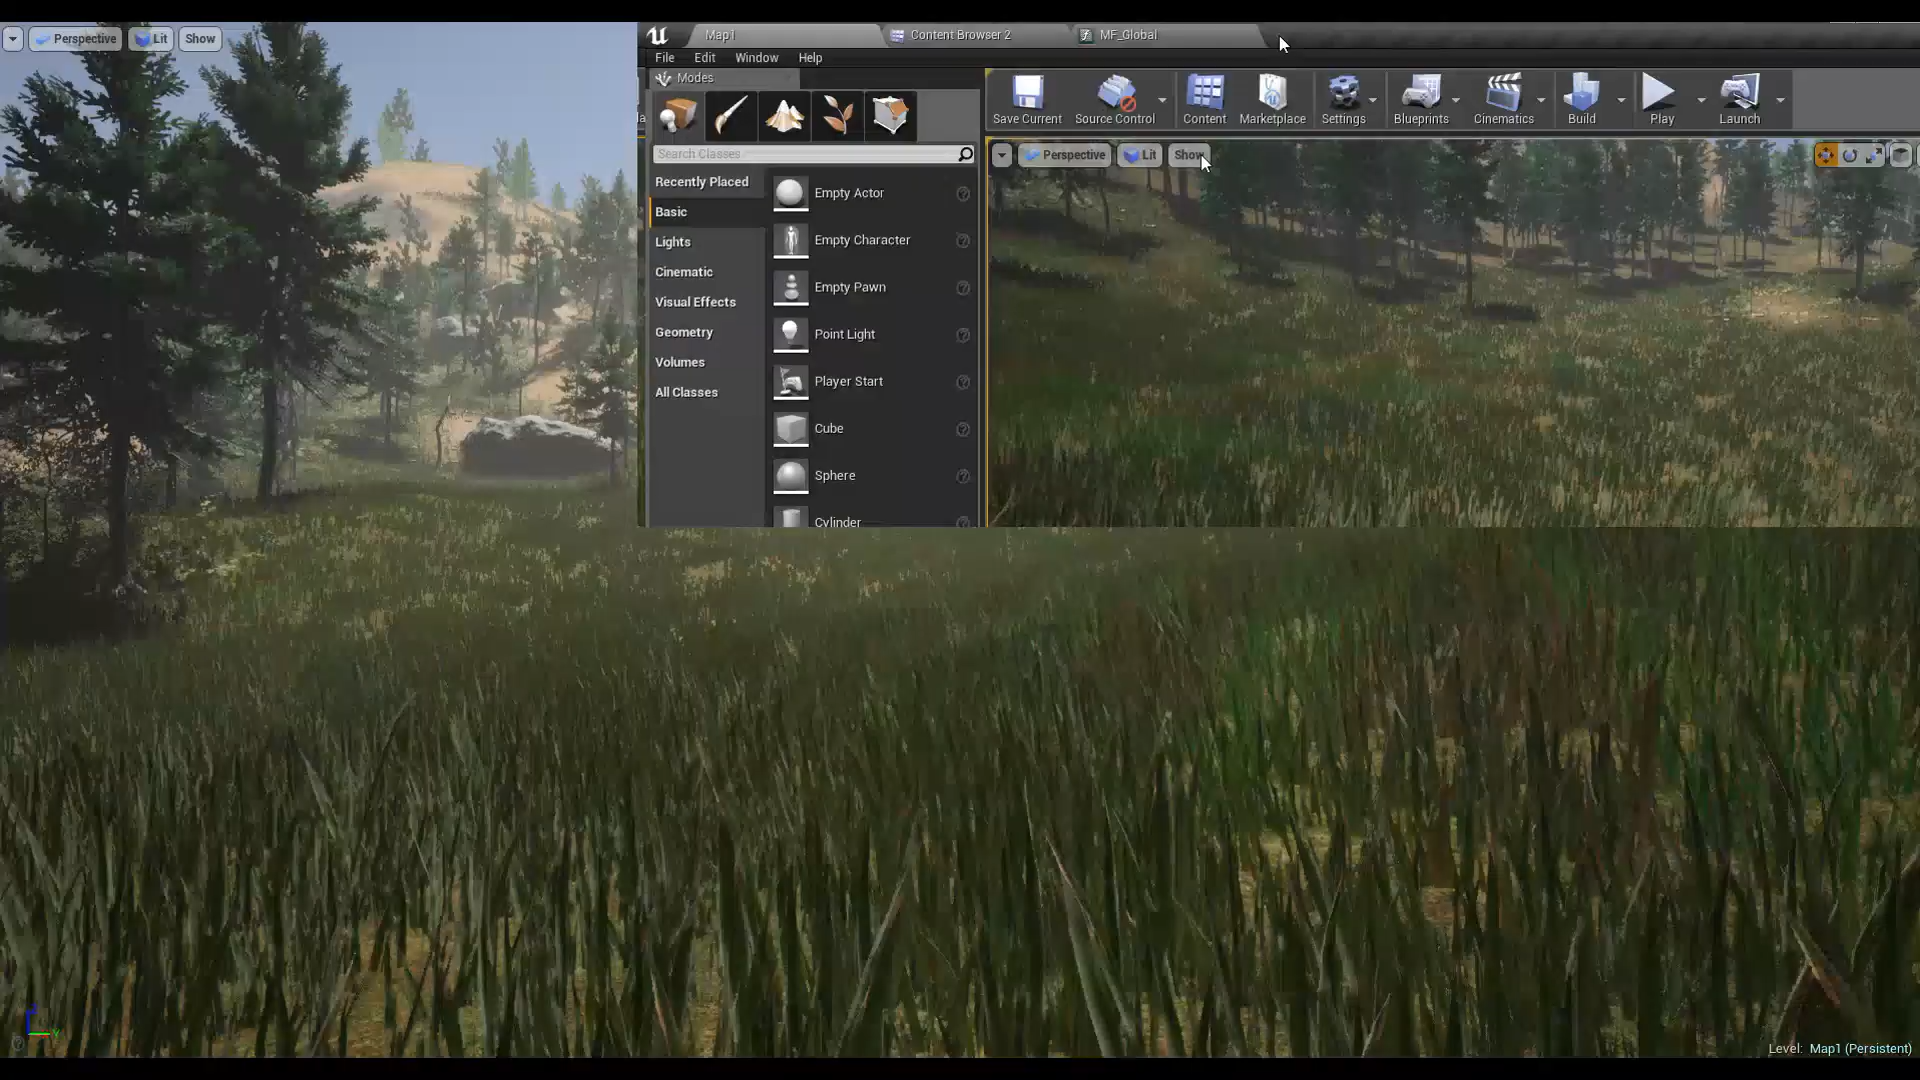 Perspective Lit Show
Map1 Content Browser 2 MF_Global
File Edit Window Help
Modes
Save Current Source Control Content Marketplace Settings Blueprints Cinematics Build Play Launch
Search Classes
Perspective Lit Show
Recently Placed
Basic
Lights
Cinematic
Visual Effects
Geometry
Volumes
All Classes
Empty Actor
Empty Character
Empty Pawn
Point Light
Player Start
Cube
Sphere
Cylinder
Level: Map1 (Persistent)